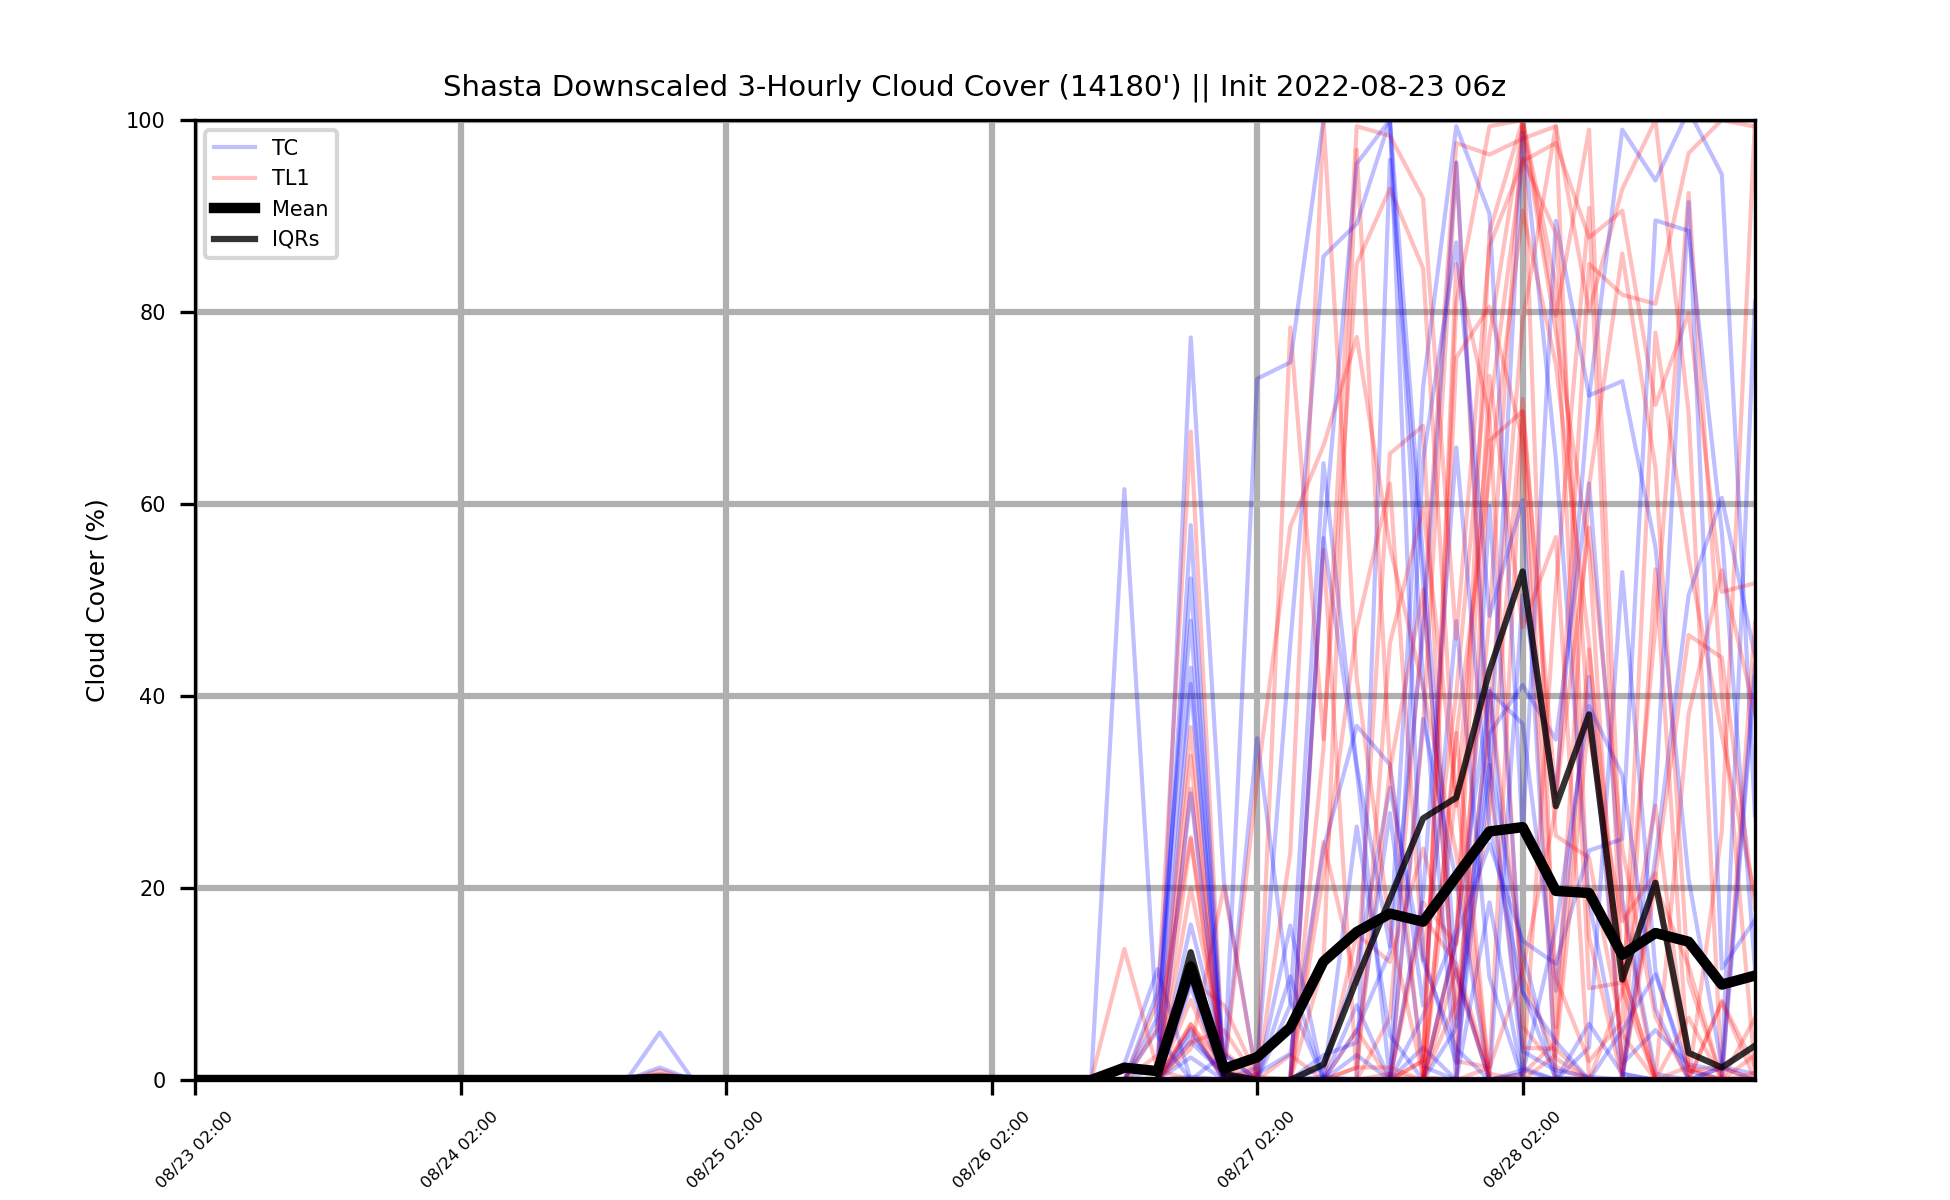 Shasta Downscaled 3-Hourly Cloud Cover (14180') || Init 2022-08-23 06z
Cloud Cover (%)
100
80
60
40
20
0
TC
TL1
Mean
IQRs
08/23 02:00
08/24 02:00
08/25 02:00
08/26 02:00
08/27 02:00
08/28 02:00